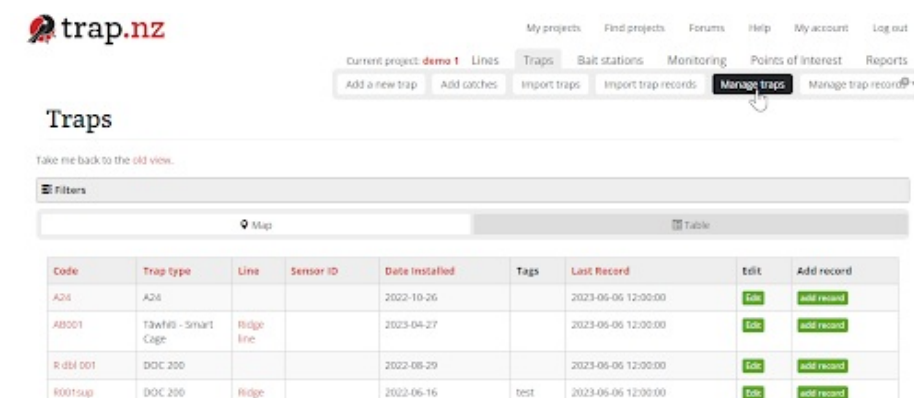 trap.nz
My projects Find projects Forums Help My account Log out
Current project: demo 1 Lines Traps Bait stations Monitoring Points of Interest Reports
Add a new trap Add catches Import traps Import trap records Manage traps Manage trap records
Traps
Take me back to the old view.
Filters
Map Table
Code Trap type Line Sensor ID Date Installed Tags Last Record Edit Add record
A24 A24 2022-10-26 2023-06-06 12:00:00 Edit add record
AB001 Tāwhiti - Smart Cage Ridge line 2023-04-27 2023-06-06 12:00:00 Edit add record
R dbl 001 DOC 200 2022-08-29 2023-06-06 12:00:00 Edit add record
R001sup DOC 200 Ridge 2022-06-16 test 2023-06-06 12:00:00 Edit add record